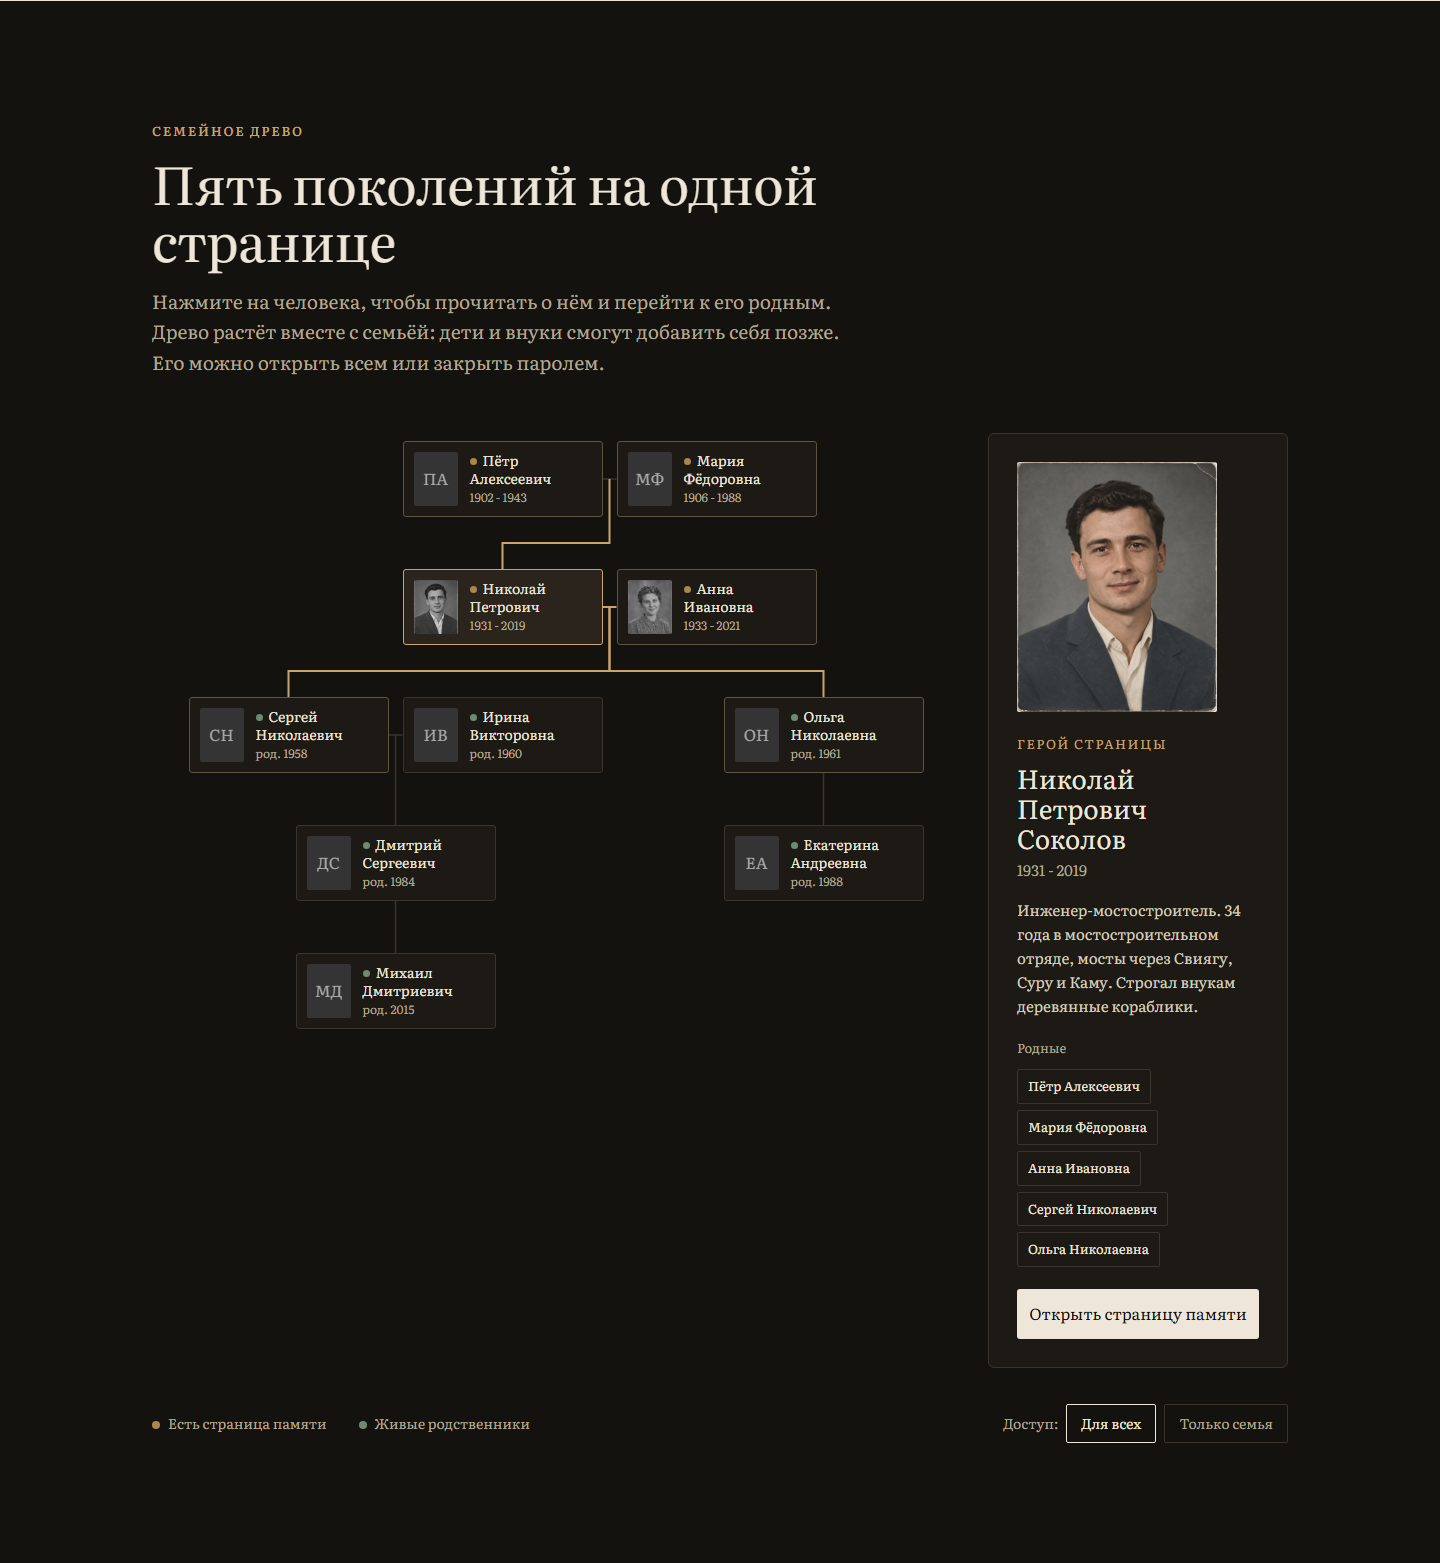 СЕМЕЙНОЕ ДРЕВО
Пять поколений на одной
странице
Нажмите на человека, чтобы прочитать о нём и перейти к его родным.
Древо растёт вместе с семьёй: дети и внуки смогут добавить себя позже.
Его можно открыть всем или закрыть паролем.
ПА
Пётр
Алексеевич
1902 - 1943
МФ
Мария
Фёдоровна
1906 - 1988
Николай
Петрович
1931 - 2019
Анна
Ивановна
1933 - 2021
СН
Сергей
Николаевич
род. 1958
ИВ
Ирина
Викторовна
род. 1960
ОН
Ольга
Николаевна
род. 1961
ДС
Дмитрий
Сергеевич
род. 1984
ЕА
Екатерина
Андреевна
род. 1988
МД
Михаил
Дмитриевич
род. 2015
ГЕРОЙ СТРАНИЦЫ
Николай
Петрович
Соколов
1931 - 2019
Инженер-мостостроитель. 34
года в мостостроительном
отряде, мосты через Свиягу,
Суру и Каму. Строгал внукам
деревянные кораблики.
Родные
Пётр Алексеевич
Мария Фёдоровна
Анна Ивановна
Сергей Николаевич
Ольга Николаевна
Открыть страницу памяти
Есть страница памяти
Живые родственники
Доступ:
Для всех
Только семья